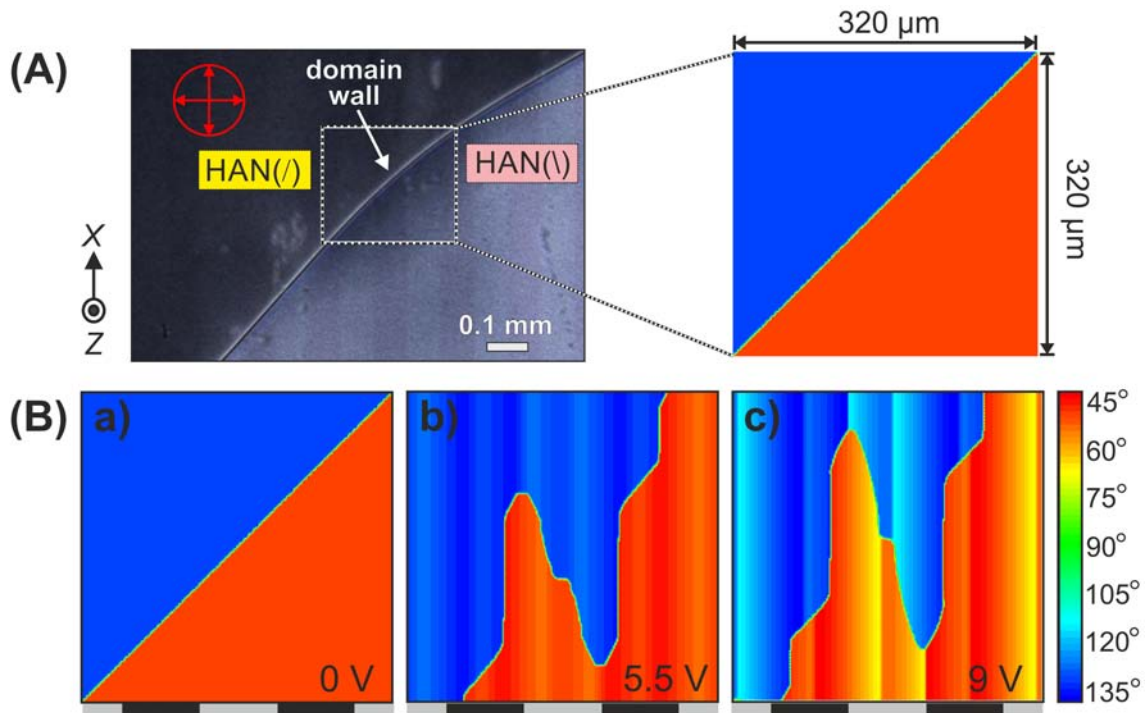 (A)
320 µm
domain
wall
HAN(/)
HAN(\)
320 µm
X
Z
0.1 mm
(B)
a)
b)
c)
45°
60°
75°
90°
105°
120°
135°
0 V
5.5 V
9 V